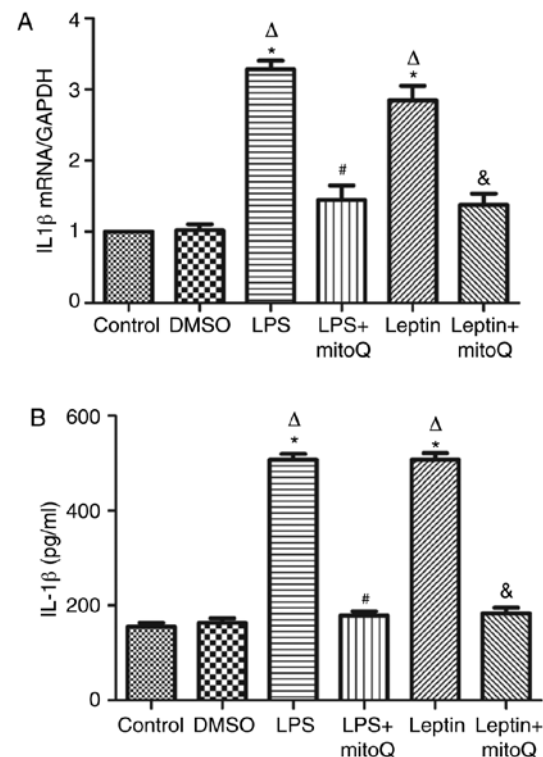 A
IL1β mRNA/GAPDH
4
3
2
1
0
Δ
*
#
Δ
*
&
Control DMSO LPS LPS+ Leptin Leptin+
mitoQ mitoQ
B
IL-1β (pg/ml)
600
400
200
0
Δ
*
#
Δ
*
&
Control DMSO LPS LPS+ Leptin Leptin+
mitoQ mitoQ